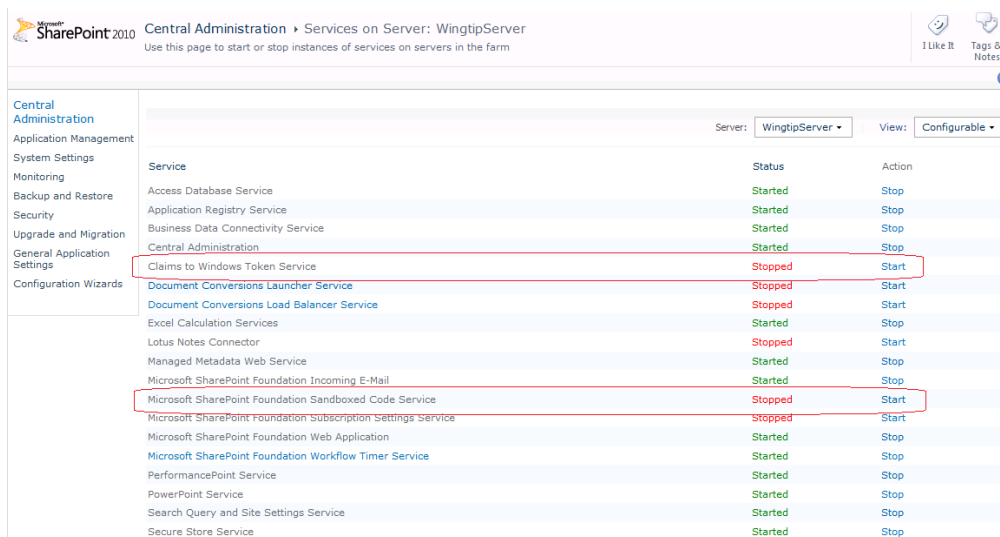 Microsoft®
SharePoint 2010
Central Administration ▸ Services on Server: WingtipServer
Use this page to start or stop instances of services on servers in the farm
I Like It
Tags &
Notes
Central
Administration
Application Management
System Settings
Monitoring
Backup and Restore
Security
Upgrade and Migration
General Application
Settings
Configuration Wizards
Server: WingtipServer View: Configurable
Service Status Action
Access Database Service Started Stop
Application Registry Service Started Stop
Business Data Connectivity Service Started Stop
Central Administration Started Stop
Claims to Windows Token Service Stopped Start
Document Conversions Launcher Service Stopped Start
Document Conversions Load Balancer Service Stopped Start
Excel Calculation Services Started Stop
Lotus Notes Connector Stopped Start
Managed Metadata Web Service Started Stop
Microsoft SharePoint Foundation Incoming E-Mail Started Stop
Microsoft SharePoint Foundation Sandboxed Code Service Stopped Start
Microsoft SharePoint Foundation Subscription Settings Service Stopped Start
Microsoft SharePoint Foundation Web Application Started Stop
Microsoft SharePoint Foundation Workflow Timer Service Started Stop
PerformancePoint Service Started Stop
PowerPoint Service Started Stop
Search Query and Site Settings Service Started Stop
Secure Store Service Started Stop